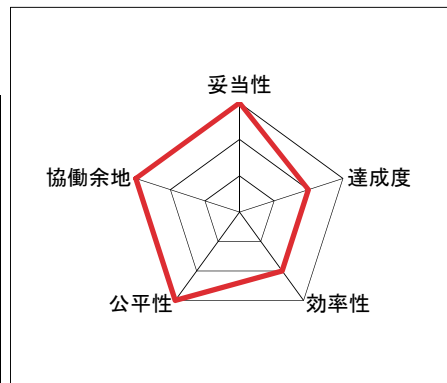 妥当性
協働余地
達成度
公平性
効率性